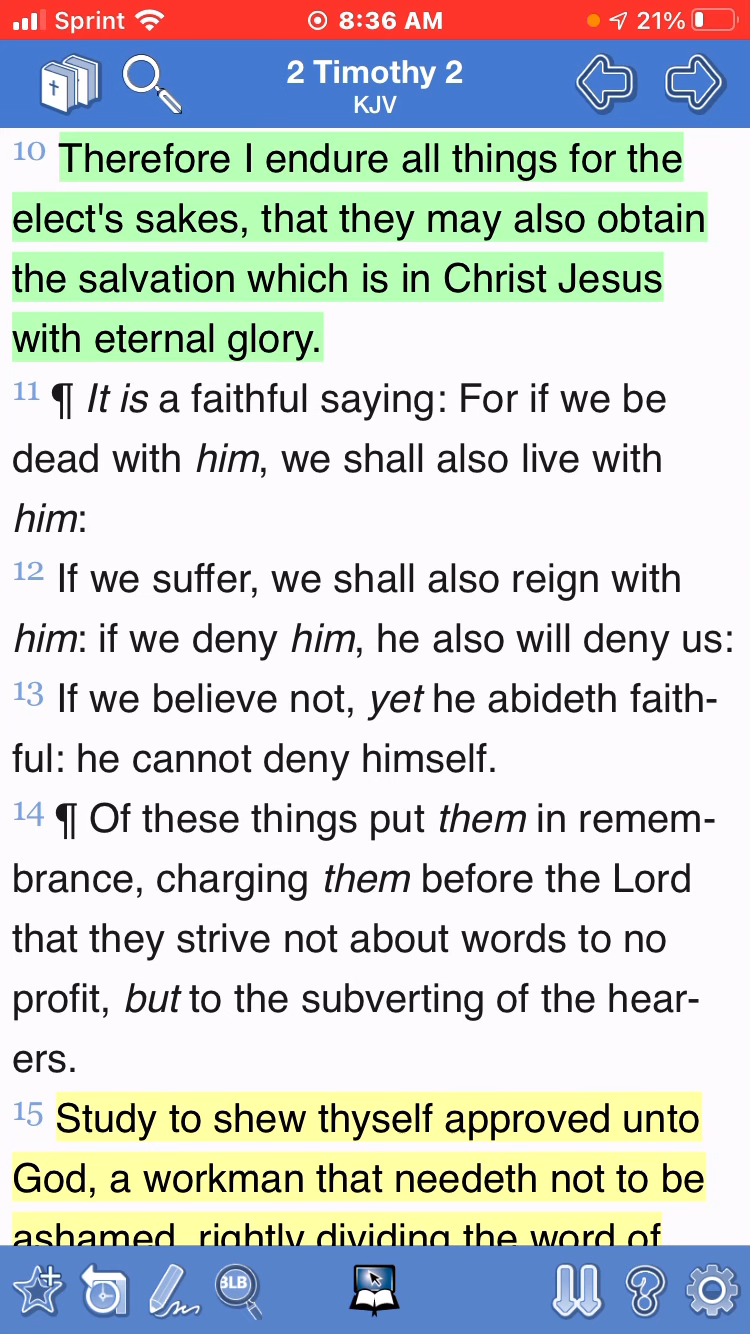 Sprint 8:36 AM 21%
2 Timothy 2
KJV
10 Therefore I endure all things for the
elect's sakes, that they may also obtain
the salvation which is in Christ Jesus
with eternal glory.
11 ¶ It is a faithful saying: For if we be
dead with him, we shall also live with
him:
12 If we suffer, we shall also reign with
him: if we deny him, he also will deny us:
13 If we believe not, yet he abideth faith-
ful: he cannot deny himself.
14 ¶ Of these things put them in remem-
brance, charging them before the Lord
that they strive not about words to no
profit, but to the subverting of the hear-
ers.
15 Study to shew thyself approved unto
God, a workman that needeth not to be
ashamed, rightly dividing the word of
BLB